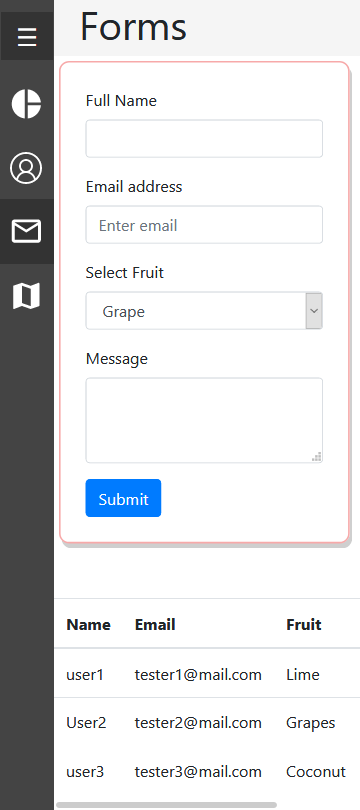 Forms
Full Name
Email address
Enter email
Select Fruit
Grape
Message
Submit
Name Email Fruit
user1 tester1@mail.com Lime
User2 tester2@mail.com Grapes
user3 tester3@mail.com Coconut